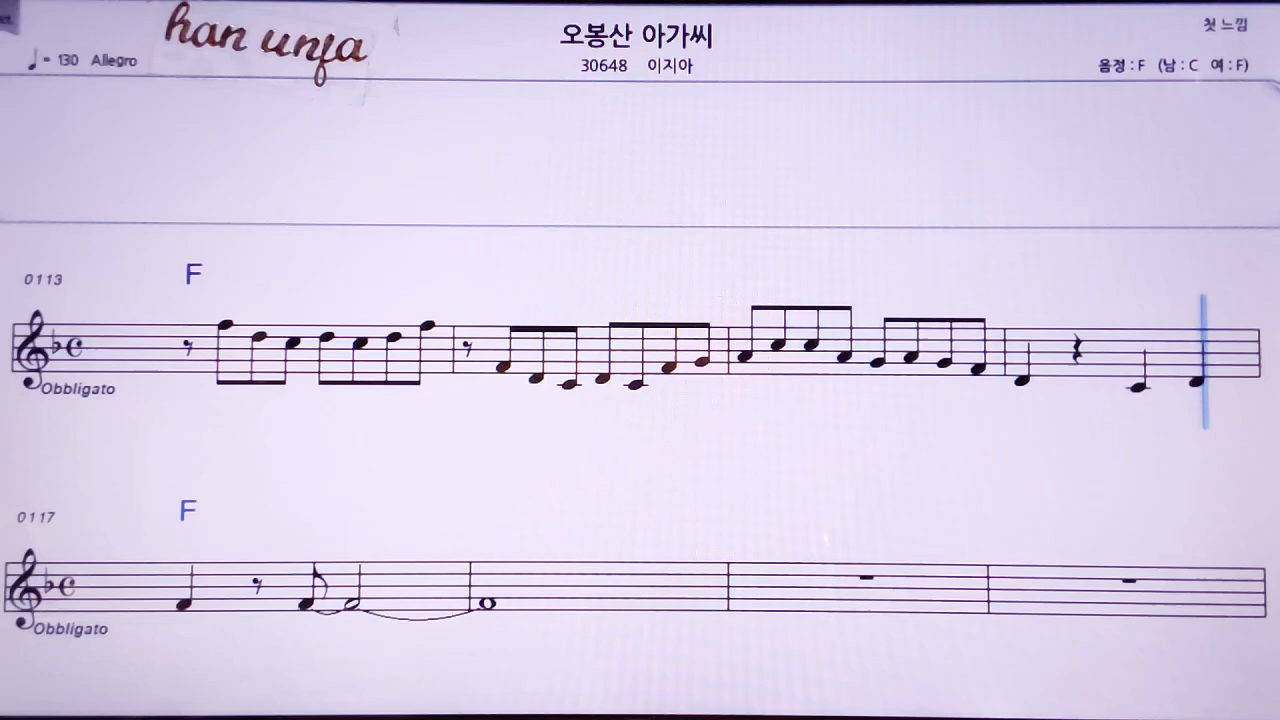 han unja
오봉산 아가씨
첫 느낌
♩= 130 Allegro
30648 이지아
음정 : F (남 : C 여 : F)
0113
F
Obbligato
0117
F
Obbligato